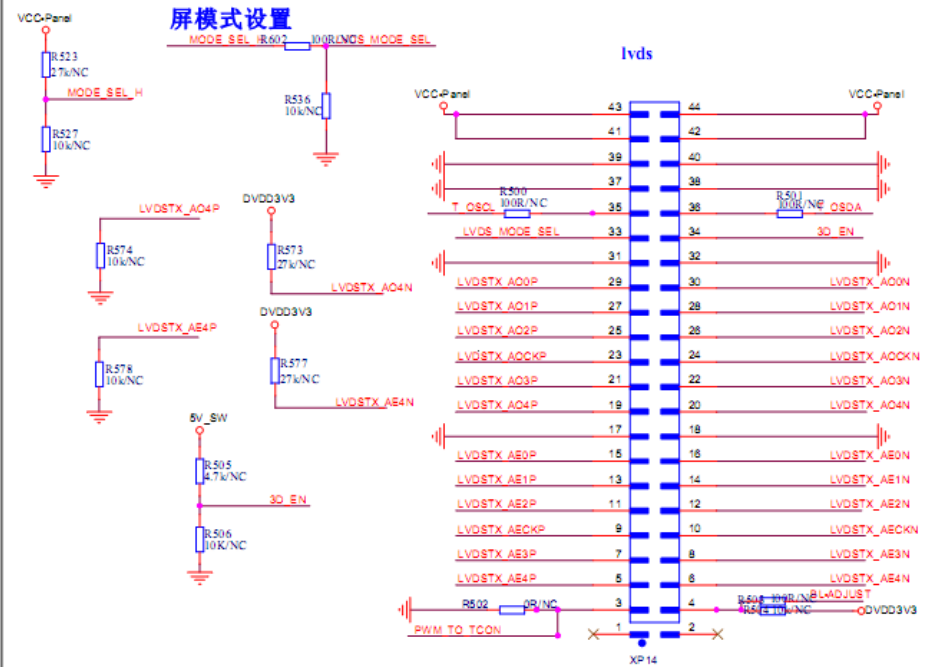 VCC-Panel
屏模式设置
R523
27k/NC
MODE_SEL_H
R527
10k/NC
R602
LVDS_MODE_SEL
R536
10k/NC
lvds
VCC-Panel
VCC-Panel
43 44
41 42
39 40
37 38
R500
100R/NC
T_OSCL
35 36
R501
100R/NC
T_OSDA
LVDS_MODE_SEL 33 34 3D_EN
31 32
LVDSTX_AO0P 29 30 LVDSTX_AO0N
LVDSTX_AO1P 27 28 LVDSTX_AO1N
LVDSTX_AO2P 25 26 LVDSTX_AO2N
LVDSTX_AOCKP 23 24 LVDSTX_AOCKN
LVDSTX_AO3P 21 22 LVDSTX_AO3N
LVDSTX_AO4P 19 20 LVDSTX_AO4N
17 18
LVDSTX_AE0P 15 16 LVDSTX_AE0N
LVDSTX_AE1P 13 14 LVDSTX_AE1N
LVDSTX_AE2P 11 12 LVDSTX_AE2N
LVDSTX_AECKP 9 10 LVDSTX_AECKN
LVDSTX_AE3P 7 8 LVDSTX_AE3N
LVDSTX_AE4P 5 6 LVDSTX_AE4N
R502 0R/NC 3 4
DVDD3V3
PWM_TO_TCON 1 2
XP14
LVDSTX_AO4P
R574
10k/NC
DVDD3V3
R573
27k/NC
LVDSTX_AO4N
LVDSTX_AE4P
R578
10k/NC
DVDD3V3
R577
27k/NC
LVDSTX_AE4N
5V_SW
R505
4.7k/NC
3D_EN
R506
10K/NC